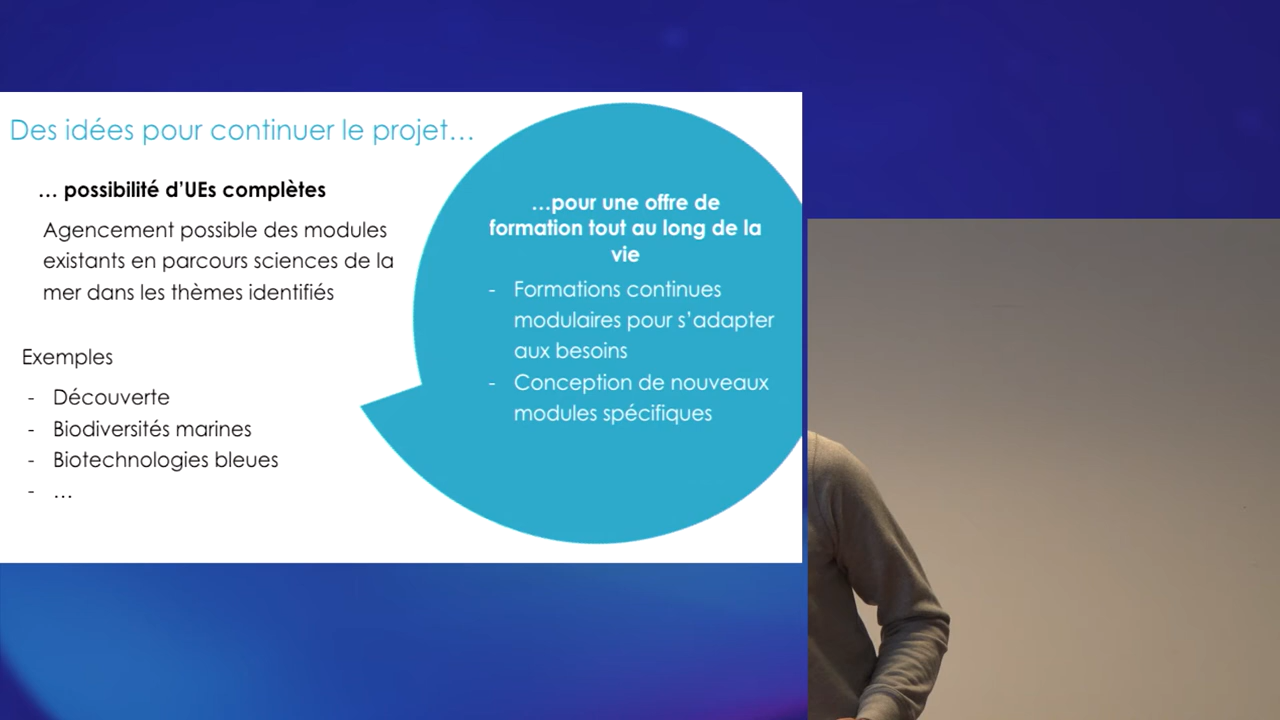 Des idées pour continuer le projet...
... possibilité d'UEs complètes
Agencement possible des modules
existants en parcours sciences de la
mer dans les thèmes identifiés
Exemples
- Découverte
- Biodiversités marines
- Biotechnologies bleues
- ...
...pour une offre de
formation tout au long de la
vie
- Formations continues
modulaires pour s'adapter
aux besoins
- Conception de nouveaux
modules spécifiques